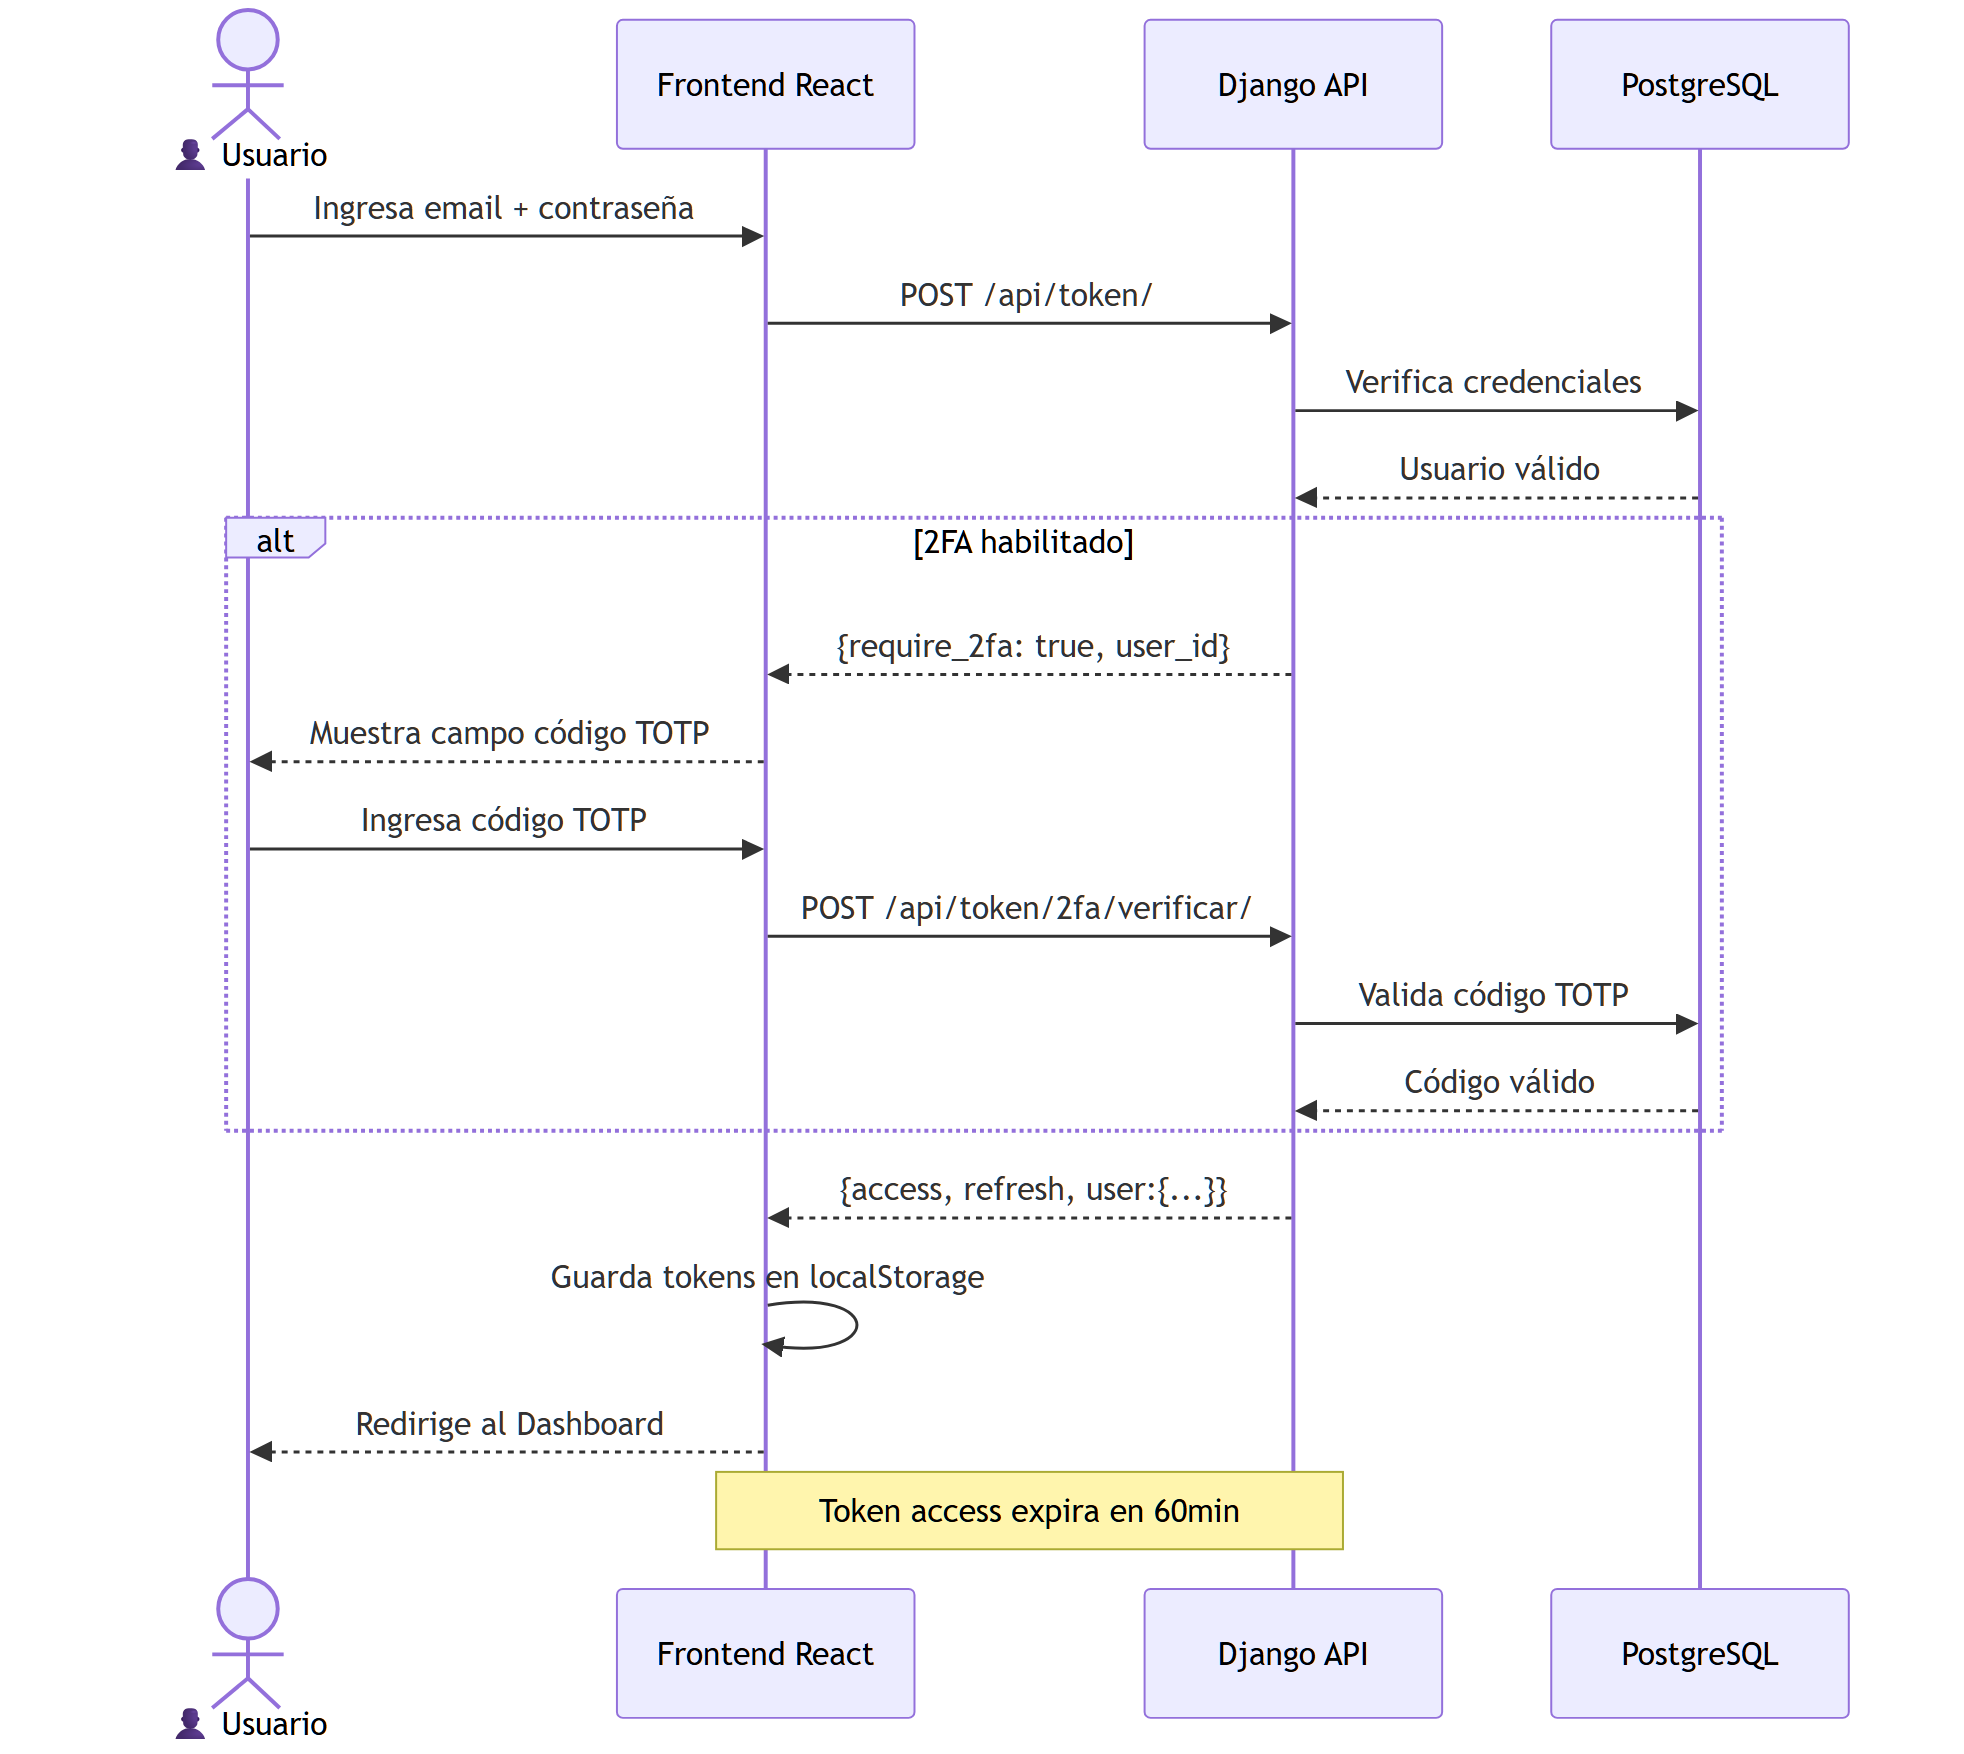 Usuario
Frontend React
Django API
PostgreSQL
Ingresa email + contraseña
POST /api/token/
Verifica credenciales
Usuario válido
alt
[2FA habilitado]
{require_2fa: true, user_id}
Muestra campo código TOTP
Ingresa código TOTP
POST /api/token/2fa/verificar/
Valida código TOTP
Código válido
{access, refresh, user:{...}}
Guarda tokens en localStorage
Redirige al Dashboard
Token access expira en 60min
Usuario
Frontend React
Django API
PostgreSQL